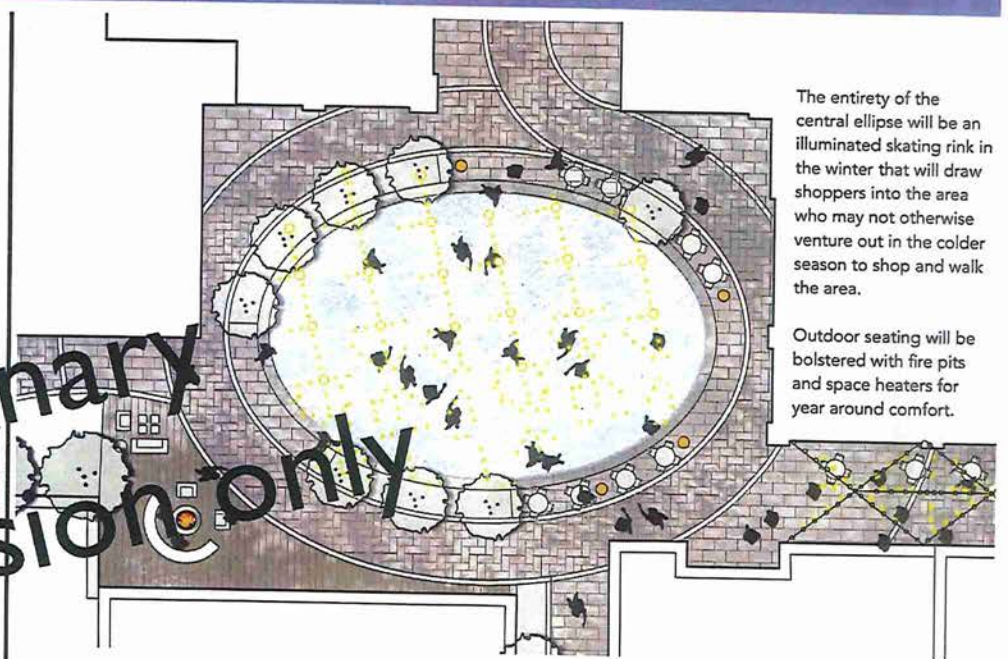 The entirety of the
central ellipse will be an
illuminated skating rink in
the winter that will draw
shoppers into the area
who may not otherwise
venture out in the colder
season to shop and walk
the area.
Outdoor seating will be
bolstered with fire pits
and space heaters for
year around comfort.
nary
sion only